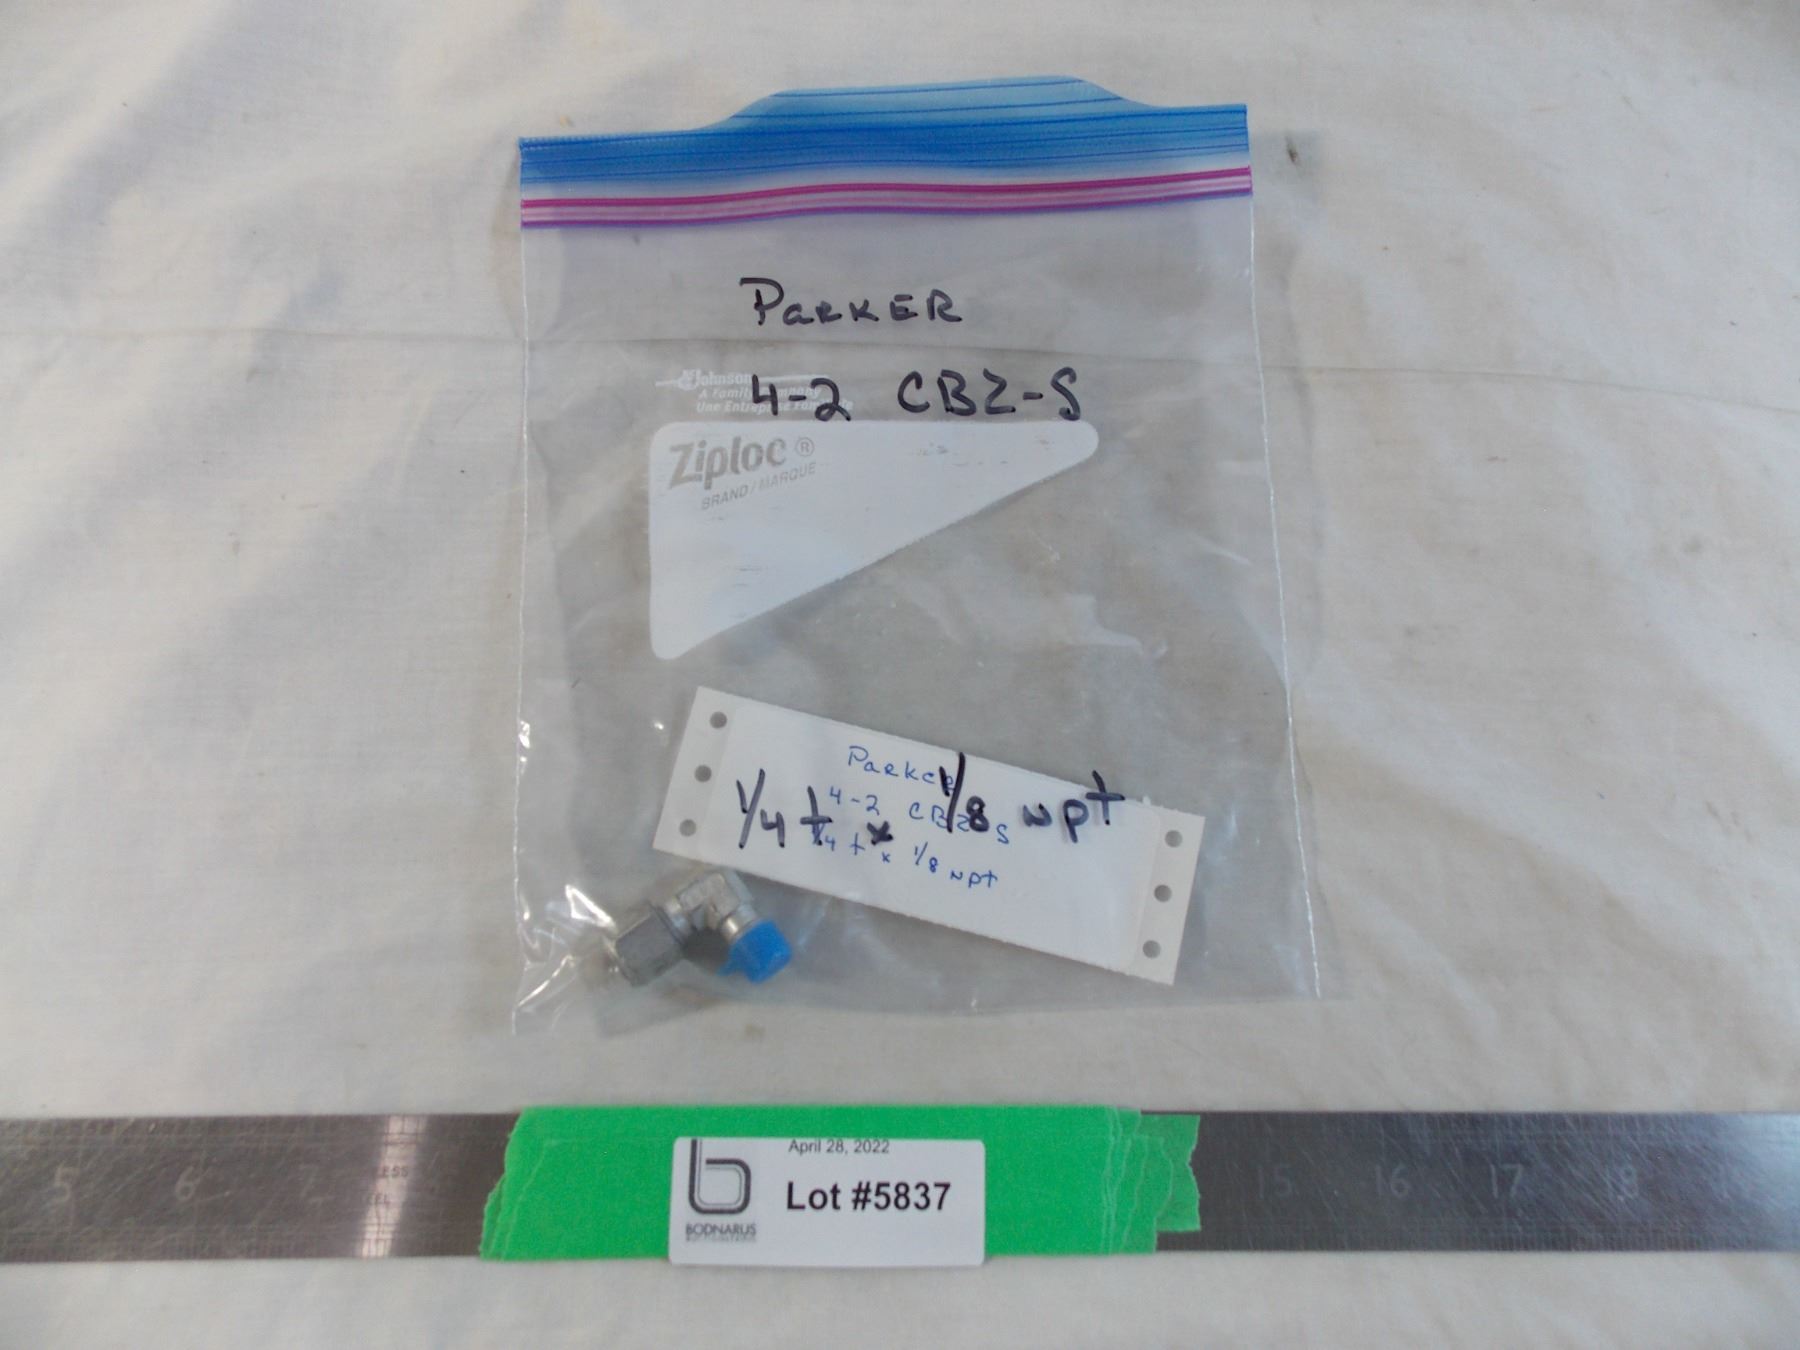 PARKER
Johnson
A Family Company
4-2 CBZ-S
Ziploc®
BRAND / MARQUE
Parker
4-2 CBZ S
1/4 t x 1/8 NPT
1/4 t x 1/8 NPT
5 6 7 15 16 17 18
April 28, 2022
Lot #5837
BODNARUS